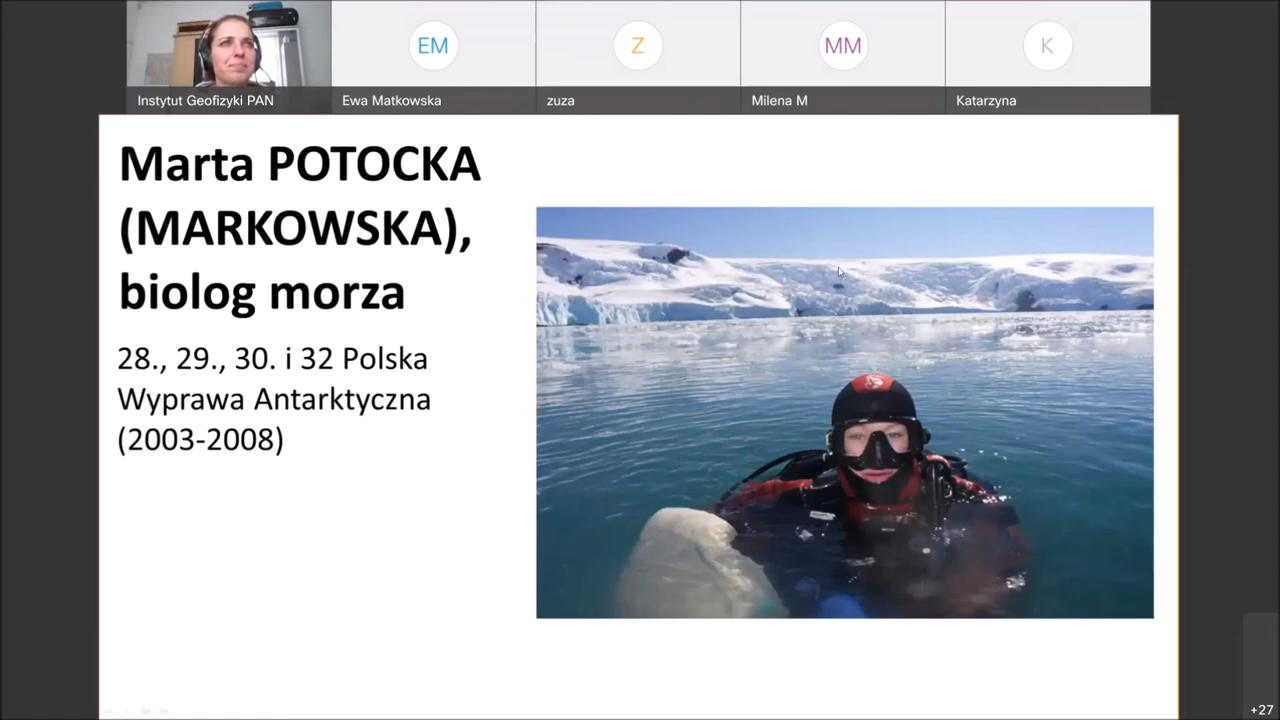 EM
Z
MM
K
Instytut Geofizyki PAN
Ewa Matkowska
zuza
Milena M
Katarzyna
Marta POTOCKA
(MARKOWSKA),
biolog morza
28., 29., 30. i 32 Polska
Wyprawa Antarktyczna
(2003-2008)
+27